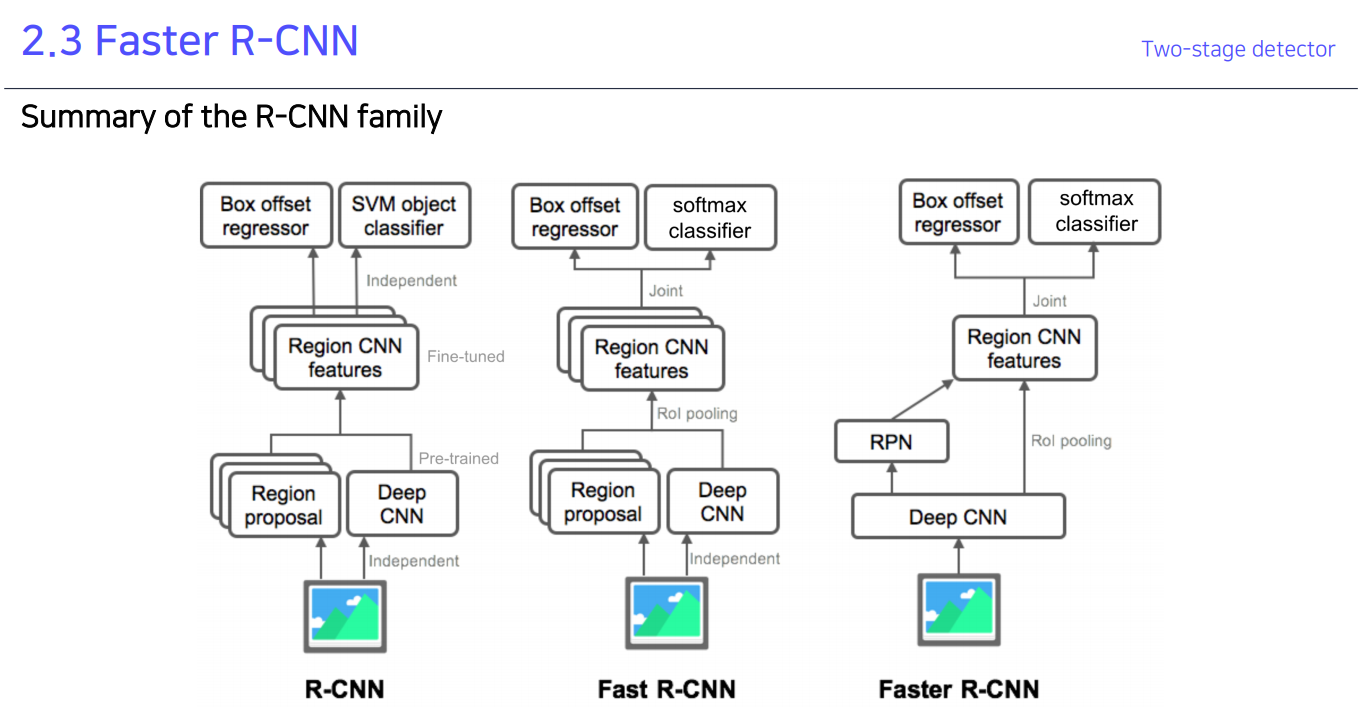 2.3 Faster R-CNN
Two-stage detector
Summary of the R-CNN family
Box offset
regressor
SVM object
classifier
Independent
Region CNN
features
Fine-tuned
Pre-trained
Region
proposal
Deep
CNN
Independent
R-CNN
Box offset
regressor
softmax
classifier
Joint
Region CNN
features
RoI pooling
Region
proposal
Deep
CNN
Independent
Fast R-CNN
Box offset
regressor
softmax
classifier
Joint
Region CNN
features
RPN
RoI pooling
Deep CNN
Faster R-CNN